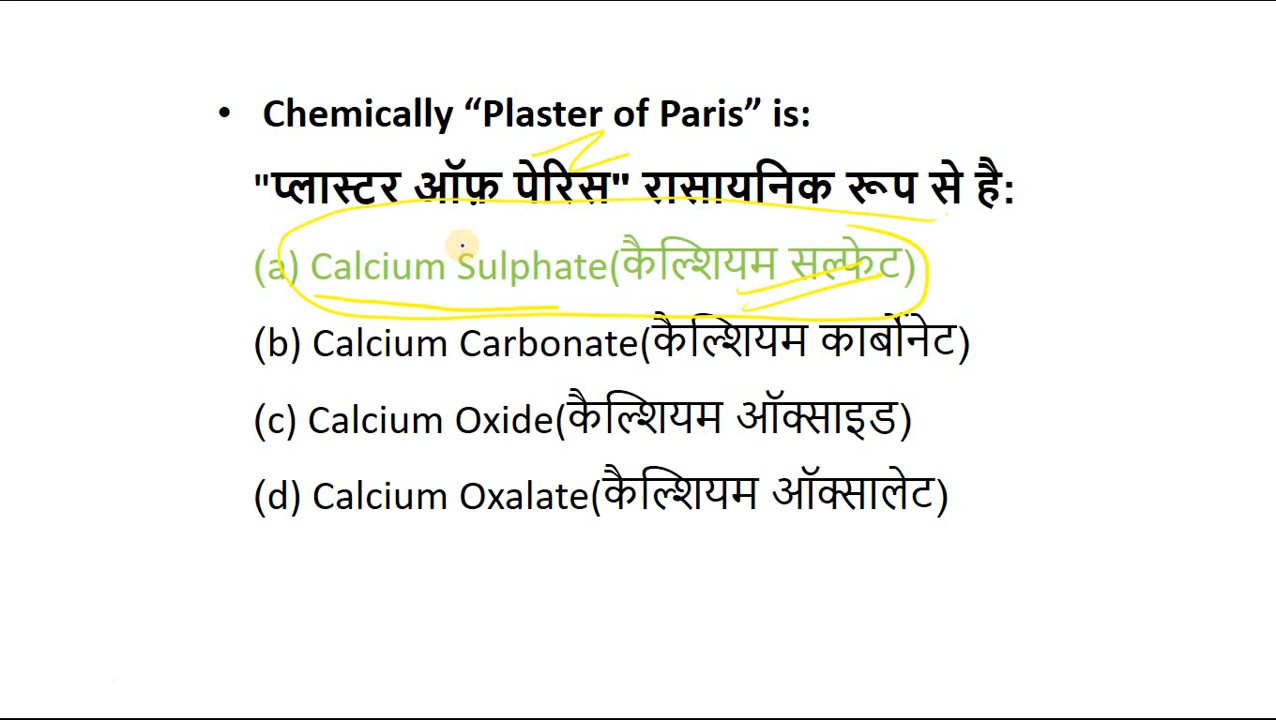 • Chemically “Plaster of Paris” is:
"प्लास्टर ऑफ़ पेरिस" रासायनिक रूप से है:
(a) Calcium Sulphate(कैल्शियम सल्फेट)
(b) Calcium Carbonate(कैल्शियम कार्बोनेट)
(c) Calcium Oxide(कैल्शियम ऑक्साइड)
(d) Calcium Oxalate(कैल्शियम ऑक्सालेट)